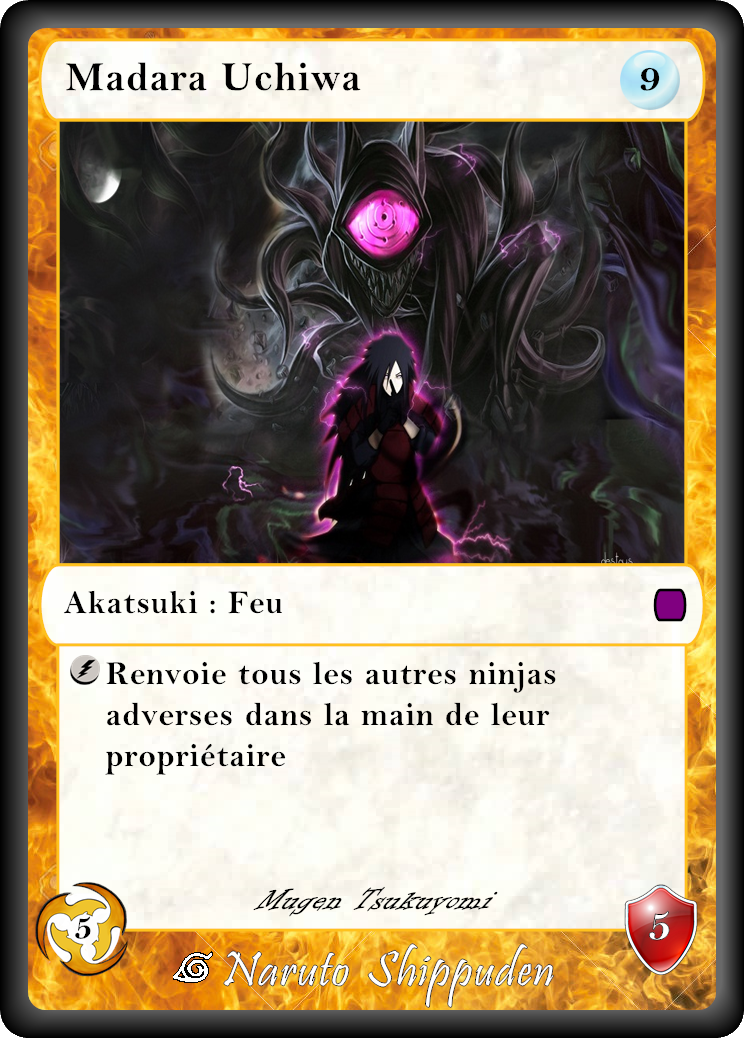 Madara Uchiwa
9
Akatsuki : Feu
Renvoie tous les autres ninjas
adverses dans la main de leur
propriétaire
Mugen Tsukuyomi
5
5
Naruto Shippuden